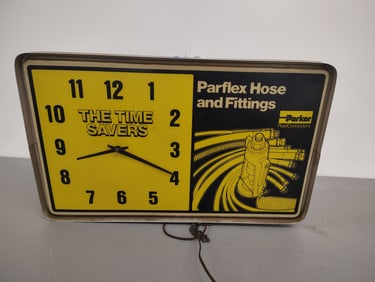 11 12 1
10 2
THE TIME
SAVERS
9 3
8 4
7 6 5
Parflex Hose
and Fittings
Parker